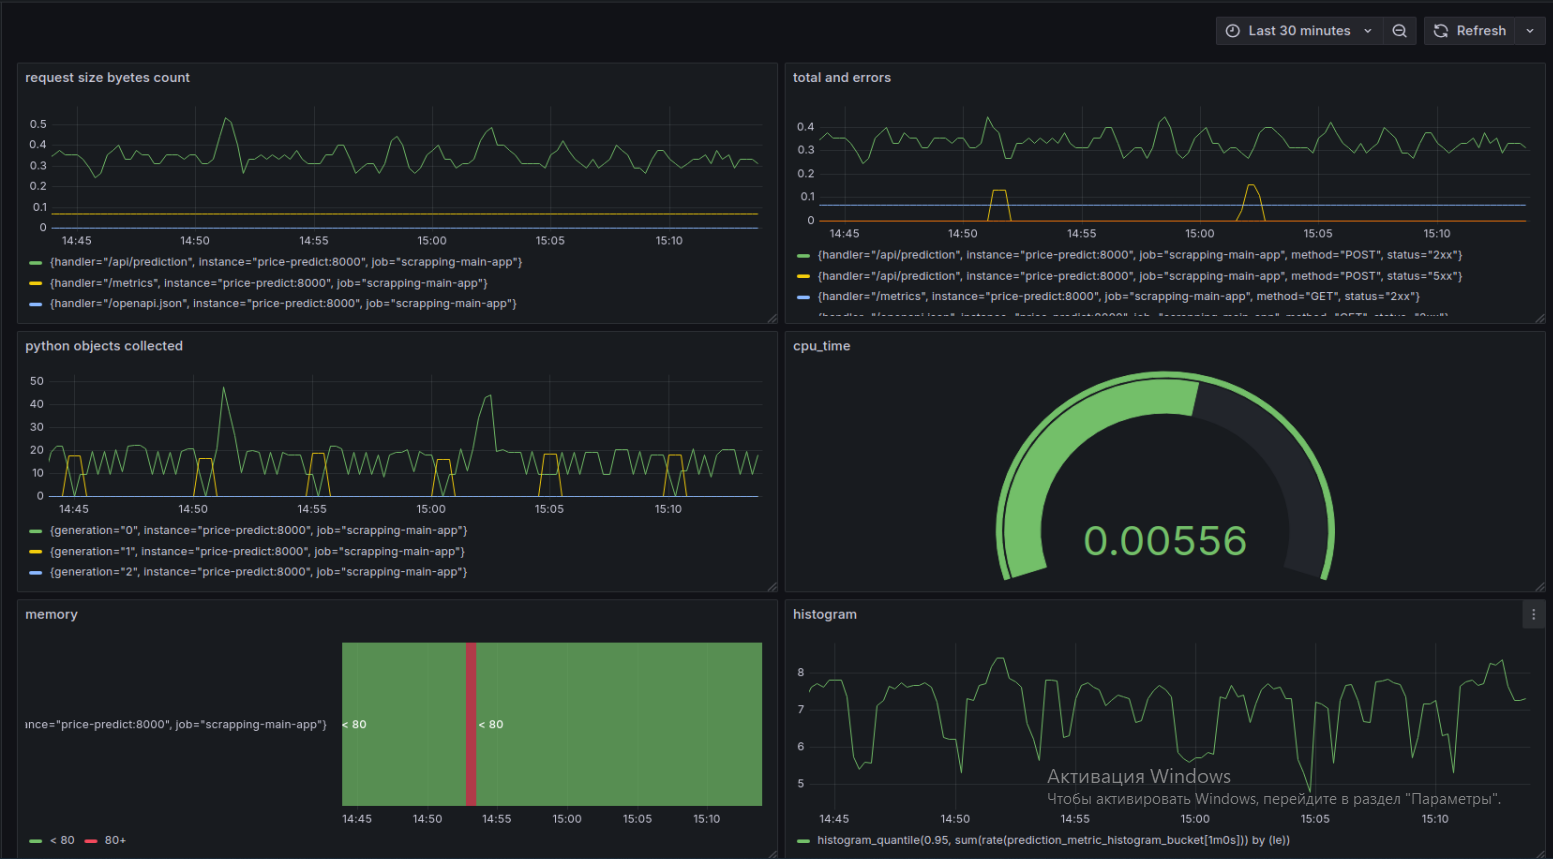 Last 30 minutes
Refresh
request size byetes count
0.5
0.4
0.3
0.2
0.1
0
14:45 14:50 14:55 15:00 15:05 15:10
{handler="/api/prediction", instance="price-predict:8000", job="scrapping-main-app"}
{handler="/metrics", instance="price-predict:8000", job="scrapping-main-app"}
{handler="/openapi.json", instance="price-predict:8000", job="scrapping-main-app"}
total and errors
0.4
0.3
0.2
0.1
0
14:45 14:50 14:55 15:00 15:05 15:10
{handler="/api/prediction", instance="price-predict:8000", job="scrapping-main-app", method="POST", status="2xx"}
{handler="/api/prediction", instance="price-predict:8000", job="scrapping-main-app", method="POST", status="5xx"}
{handler="/metrics", instance="price-predict:8000", job="scrapping-main-app", method="GET", status="2xx"}
python objects collected
50
40
30
20
10
0
14:45 14:50 14:55 15:00 15:05 15:10
{generation="0", instance="price-predict:8000", job="scrapping-main-app"}
{generation="1", instance="price-predict:8000", job="scrapping-main-app"}
{generation="2", instance="price-predict:8000", job="scrapping-main-app"}
cpu_time
0.00556
memory
ance="price-predict:8000", job="scrapping-main-app"}
< 80
< 80
14:45 14:50 14:55 15:00 15:05 15:10
< 80 80+
histogram
8
7
6
5
14:45 14:50 14:55 15:00 15:05 15:10
histogram_quantile(0.95, sum(rate(prediction_metric_histogram_bucket[1m0s])) by (le))
Активация Windows
Чтобы активировать Windows, перейдите в раздел "Параметры".